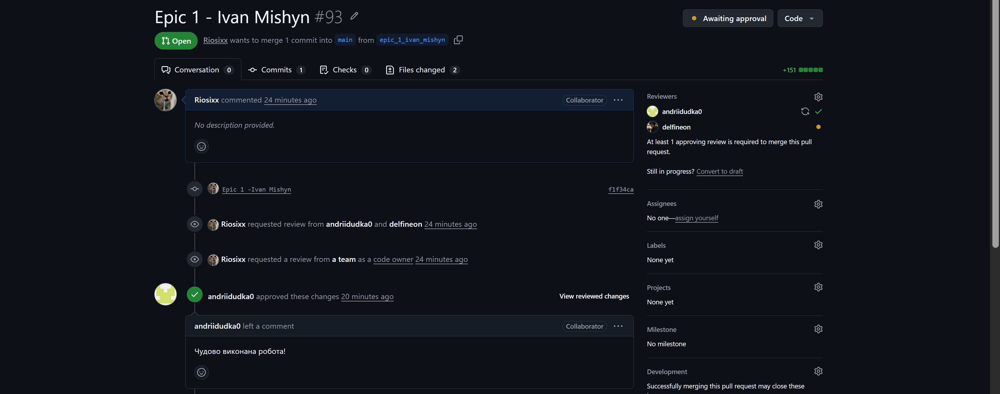 Epic 1 - Ivan Mishyn #93
Awaiting approval
Code
Open
Riosixx wants to merge 1 commit into main from epic_1_ivan_mishyn
Conversation 0
Commits 1
Checks 0
Files changed 2
+151
Riosixx commented 24 minutes ago
Collaborator
No description provided.
Epic 1 -Ivan Mishyn
f1f34ca
Riosixx requested review from andriidudka0 and delfineon 24 minutes ago
Riosixx requested a review from a team as a code owner 24 minutes ago
andriidudka0 approved these changes 20 minutes ago
View reviewed changes
andriidudka0 left a comment
Collaborator
Чудово виконана робота!
Reviewers
andriidudka0
delfineon
At least 1 approving review is required to merge this pull
request.
Still in progress? Convert to draft
Assignees
No one—assign yourself
Labels
None yet
Projects
None yet
Milestone
No milestone
Development
Successfully merging this pull request may close these